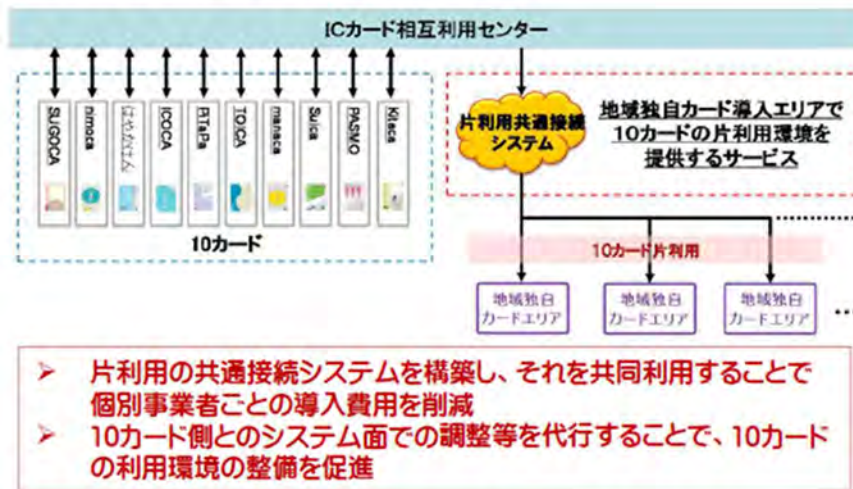 ICカード相互利用センター
SUGOCA
nimoca
はやかけん
ICOCA
PiTaPa
TOICA
manaca
Suica
PASMO
Kitaca
10カード
片利用共通接続
システム
地域独自カード導入エリアで
10カードの片利用環境を
提供するサービス
10カード片利用
地域独自
カードエリア
地域独自
カードエリア
地域独自
カードエリア
片利用の共通接続システムを構築し、それを共同利用することで
個別事業者ごとの導入費用を削減
10カード側とのシステム面での調整等を代行することで、10カード
の利用環境の整備を促進